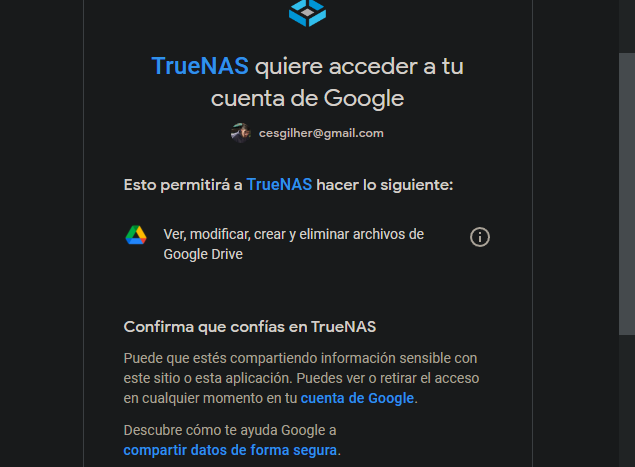 TrueNAS quiere acceder a tu
cuenta de Google
cesgilher@gmail.com
Esto permitirá a TrueNAS hacer lo siguiente:
Ver, modificar, crear y eliminar archivos de
Google Drive
Confirma que confías en TrueNAS
Puede que estés compartiendo información sensible con
este sitio o esta aplicación. Puedes ver o retirar el acceso
en cualquier momento en tu cuenta de Google.
Descubre cómo te ayuda Google a
compartir datos de forma segura.